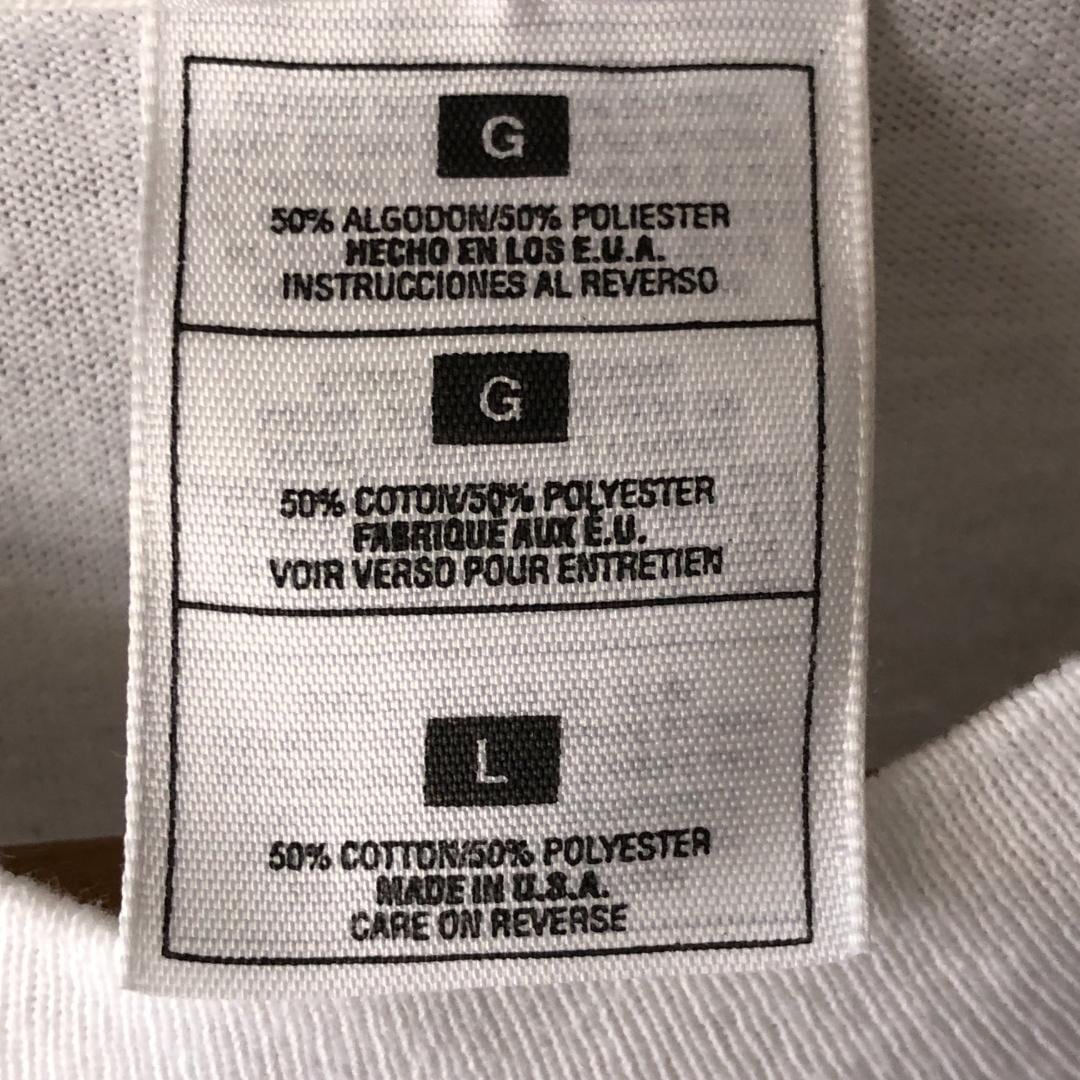 G
50% ALGODON/50% POLIESTER
HECHO EN LOS E.U.A.
INSTRUCCIONES AL REVERSO
G
50% COTON/50% POLYESTER
FABRIQUE AUX É.U.
VOIR VERSO POUR ENTRETIEN
L
50% COTTON/50% POLYESTER
MADE IN U.S.A.
CARE ON REVERSE